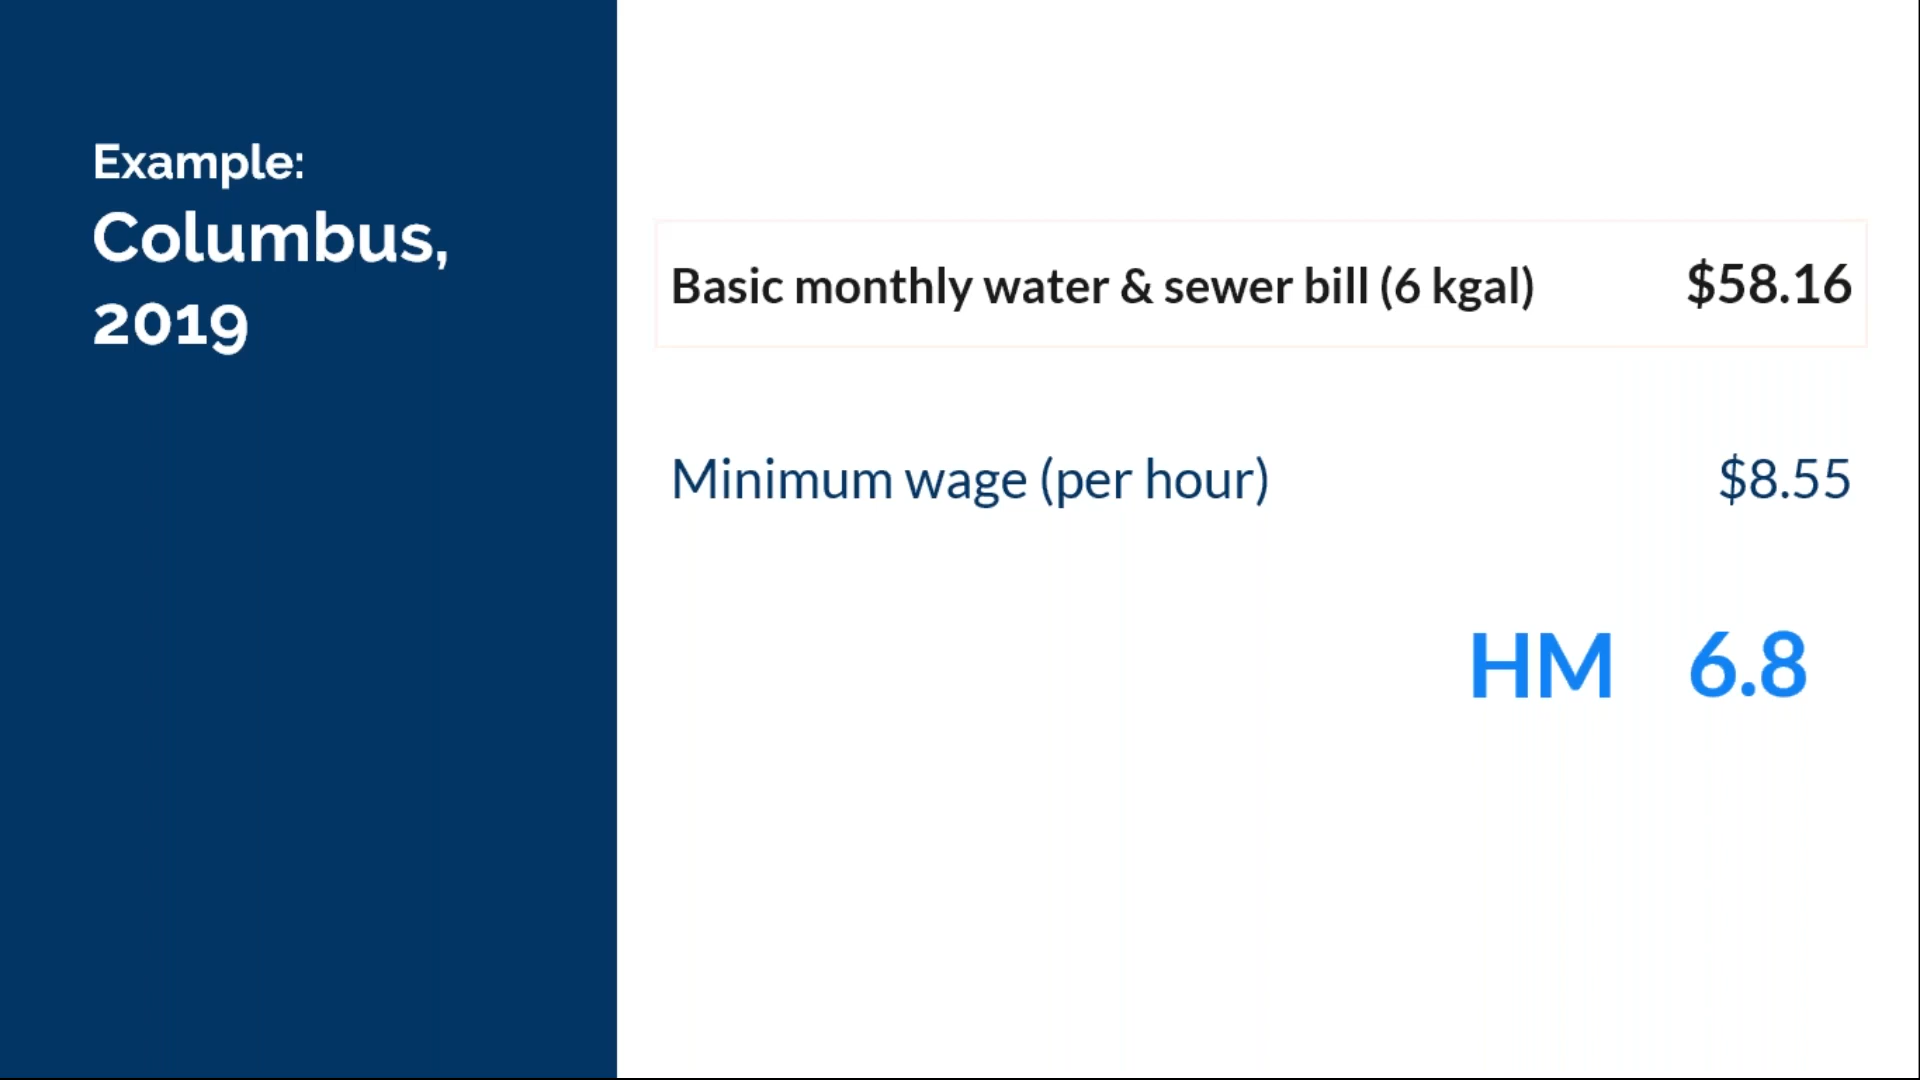 Example:
Columbus,
2019
Basic monthly water & sewer bill (6 kgal) $58.16
Minimum wage (per hour) $8.55
HM 6.8